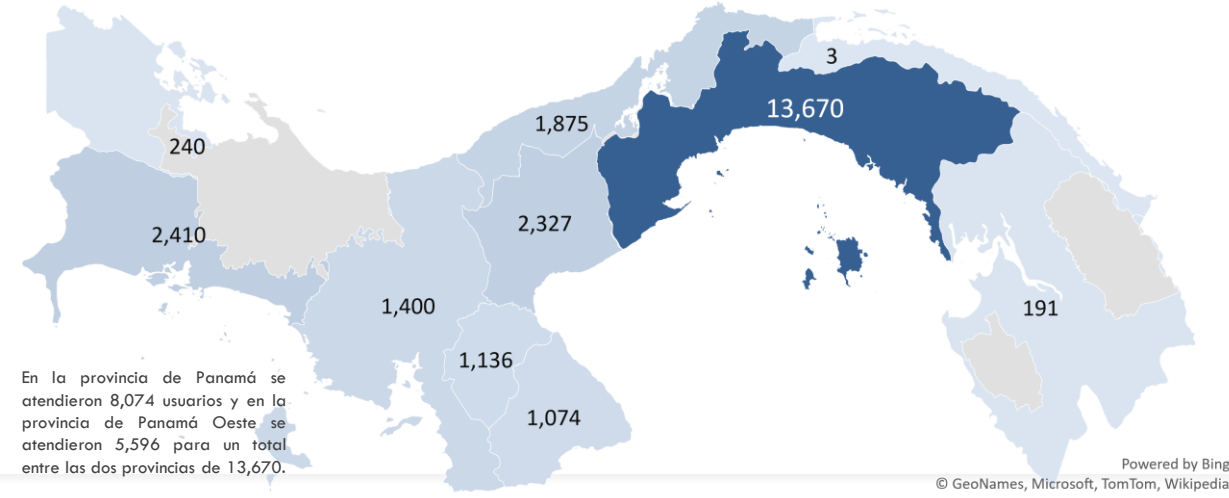 3
13,670
1,875
240
2,327
2,410
191
1,400
1,136
1,074
En la provincia de Panamá se
atendieron 8,074 usuarios y en la
provincia de Panamá Oeste se
atendieron 5,596 para un total
entre las dos provincias de 13,670.
Powered by Bing
© GeoNames, Microsoft, TomTom, Wikipedia